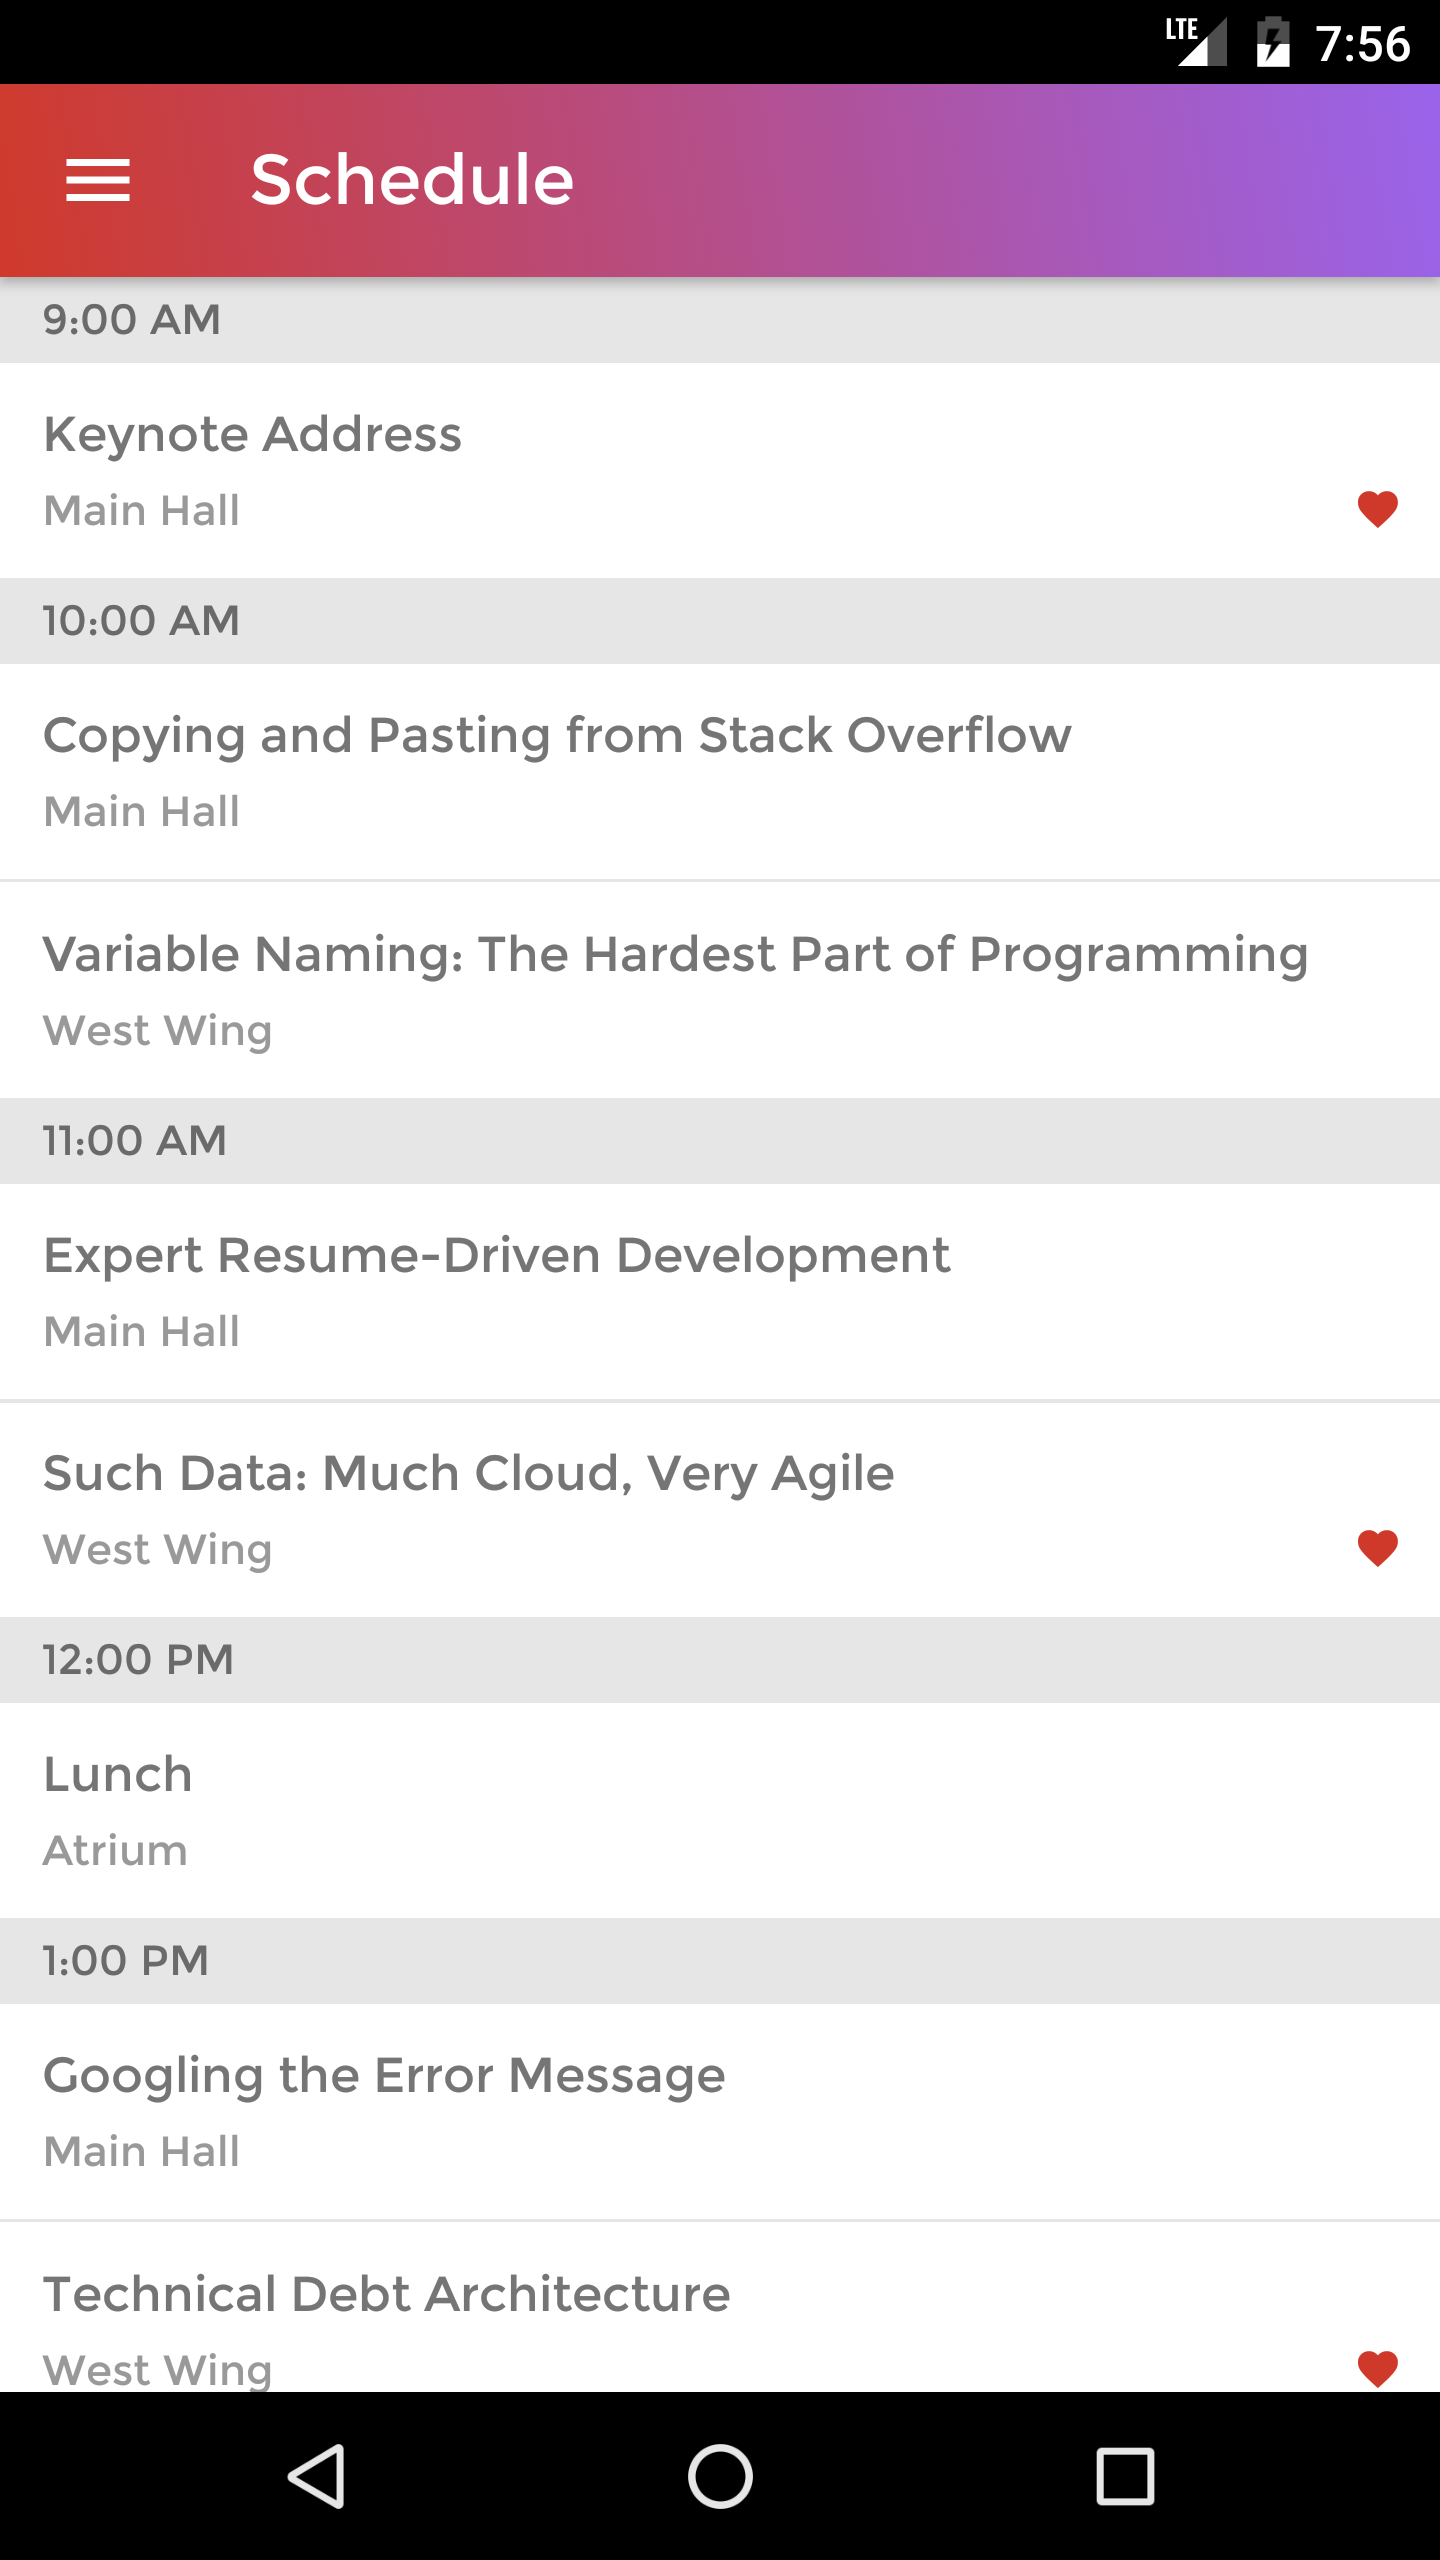 LTE 7:56
Schedule
9:00 AM
Keynote Address
Main Hall
10:00 AM
Copying and Pasting from Stack Overflow
Main Hall
Variable Naming: The Hardest Part of Programming
West Wing
11:00 AM
Expert Resume-Driven Development
Main Hall
Such Data: Much Cloud, Very Agile
West Wing
12:00 PM
Lunch
Atrium
1:00 PM
Googling the Error Message
Main Hall
Technical Debt Architecture
West Wing